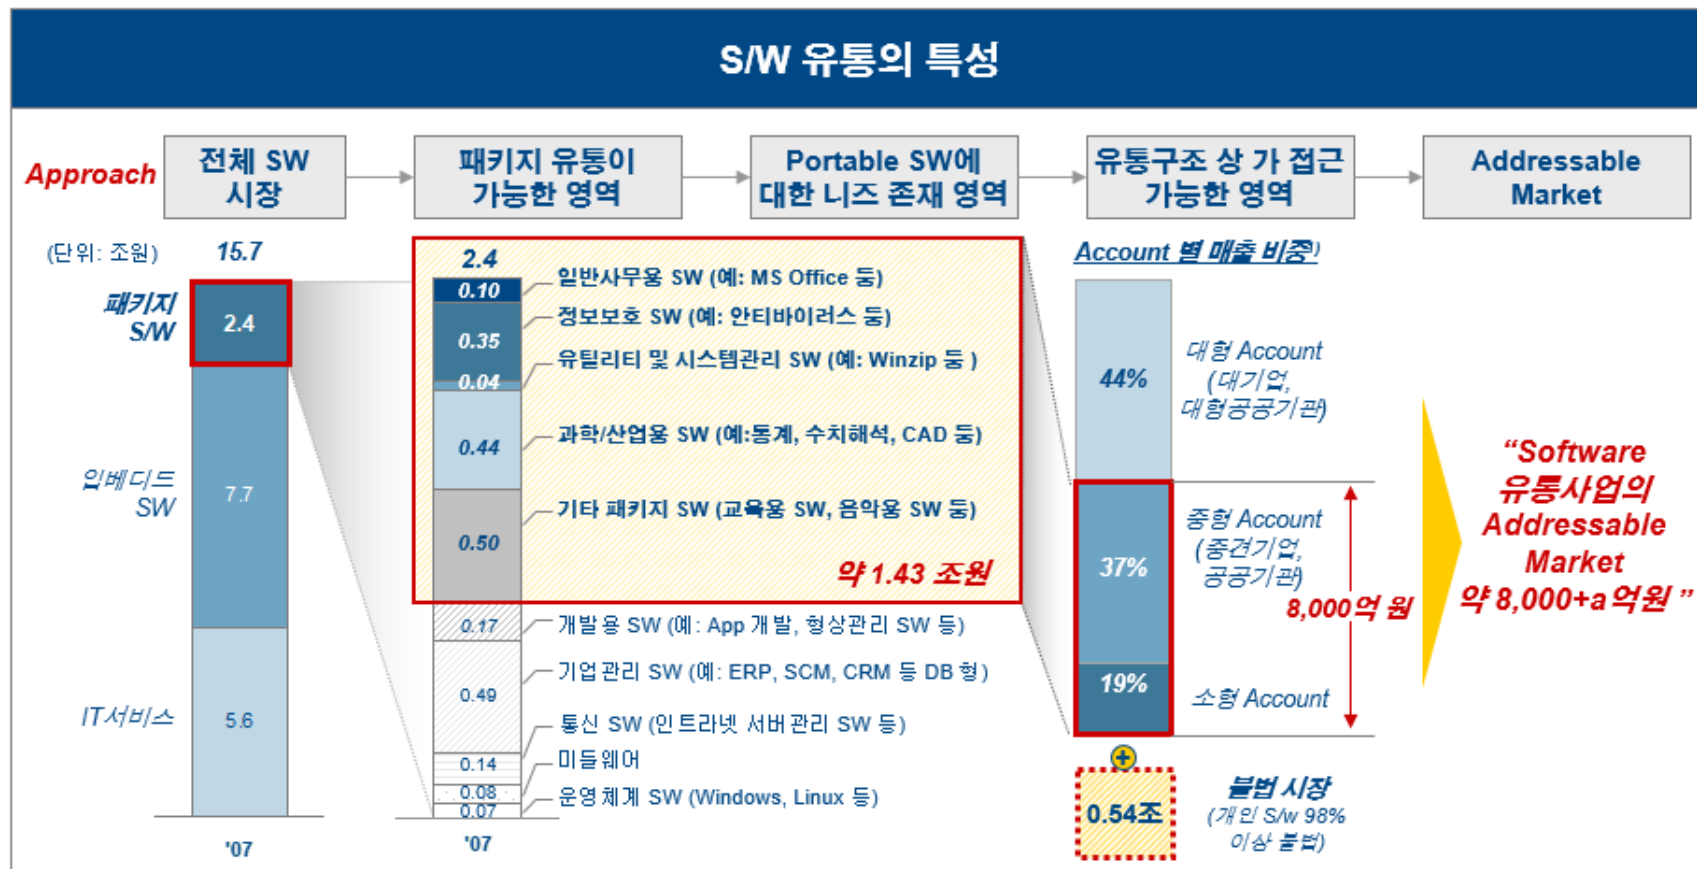 S/W 유통의 특성
Approach
전체 SW
시장
패키지 유통이
가능한 영역
Portable SW에
대한 니즈 존재 영역
유통구조 상 가 접근
가능한 영역
Addressable
Market
(단위: 조원)
15.7
패키지
S/W
2.4
임베디드
SW
7.7
IT서비스
5.6
'07
2.4
0.10
일반사무용 SW (예: MS Office 등)
0.35
정보보호 SW (예: 안티바이러스 등)
0.04
유틸리티 및 시스템관리 SW (예: Winzip 등 )
0.44
과학/산업용 SW (예:통계, 수치해석, CAD 등)
0.50
기타 패키지 SW (교육용 SW, 음악용 SW 등)
약 1.43 조원
0.17
개발용 SW (예: App 개발, 형상관리 SW 등)
0.49
기업관리 SW (예: ERP, SCM, CRM 등 DB 형)
0.14
통신 SW (인트라넷 서버관리 SW 등)
0.08
미들웨어
0.07
운영체계 SW (Windows, Linux 등)
'07
Account 별 매출 비중1)
44%
대형 Account
(대기업,
대형공공기관)
37%
중형 Account
(중견기업,
공공기관)
19%
소형 Account
8,000억 원
+
0.54조
불법 시장
(개인 S/w 98%
이상 불법)
“Software
유통사업의
Addressable
Market
약 8,000+a억원 ”